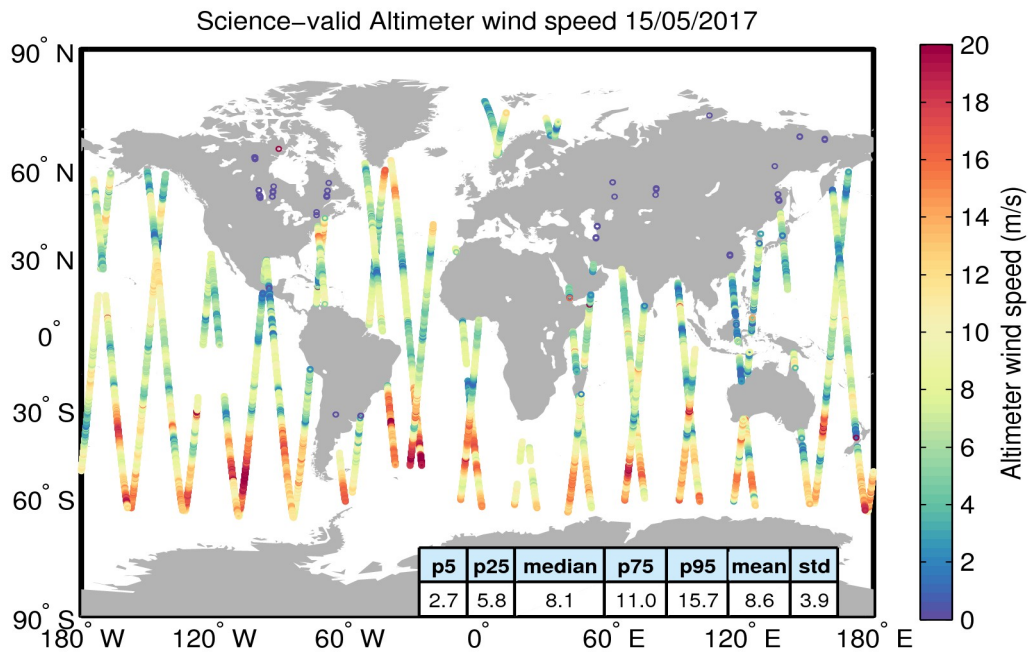 Science−valid Altimeter wind speed 15/05/2017
90° N
60° N
30° N
0°
30° S
60° S
90° S
180° W
120° W
60° W
0°
60° E
120° E
180° E
p5 p25 median p75 p95 mean std
2.7 5.8 8.1 11.0 15.7 8.6 3.9
20
18
16
14
12
10
8
6
4
2
0
Altimeter wind speed (m/s)